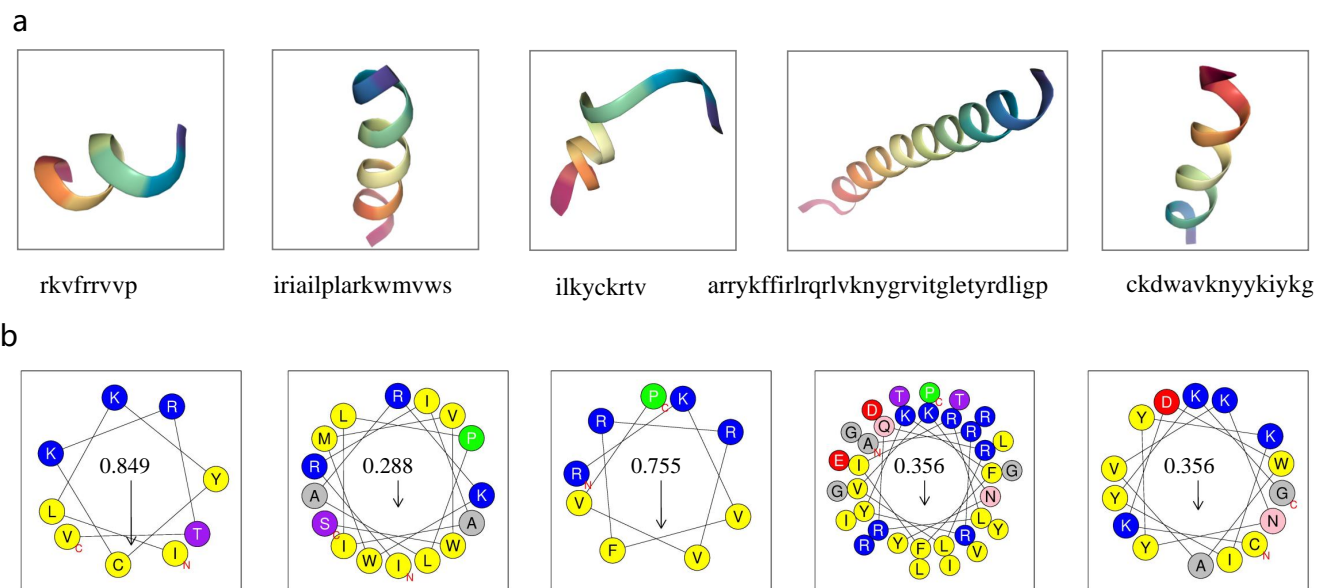 a
rkvfrrvvp
iriailplarkwmvws
ilkyckrtv
arrykffirlrqrlvknygrvitgletyrdligp
ckdwavknyykiykg
b
K R
K
0.849
Y
L
V C
T
C I N
R I
L V
M P
R
0.288
K
A
A
S C
I W
W I N L
P C K
R R
0.755
R N
V V
F V
T P C T
D K K R R
Q R
G A N R L
E I 0.356 F G
G V N
I Y L Y
R R R
Y F L V
L I
D K K
Y K
V 0.356 W
Y G C
K N
Y C N
A I